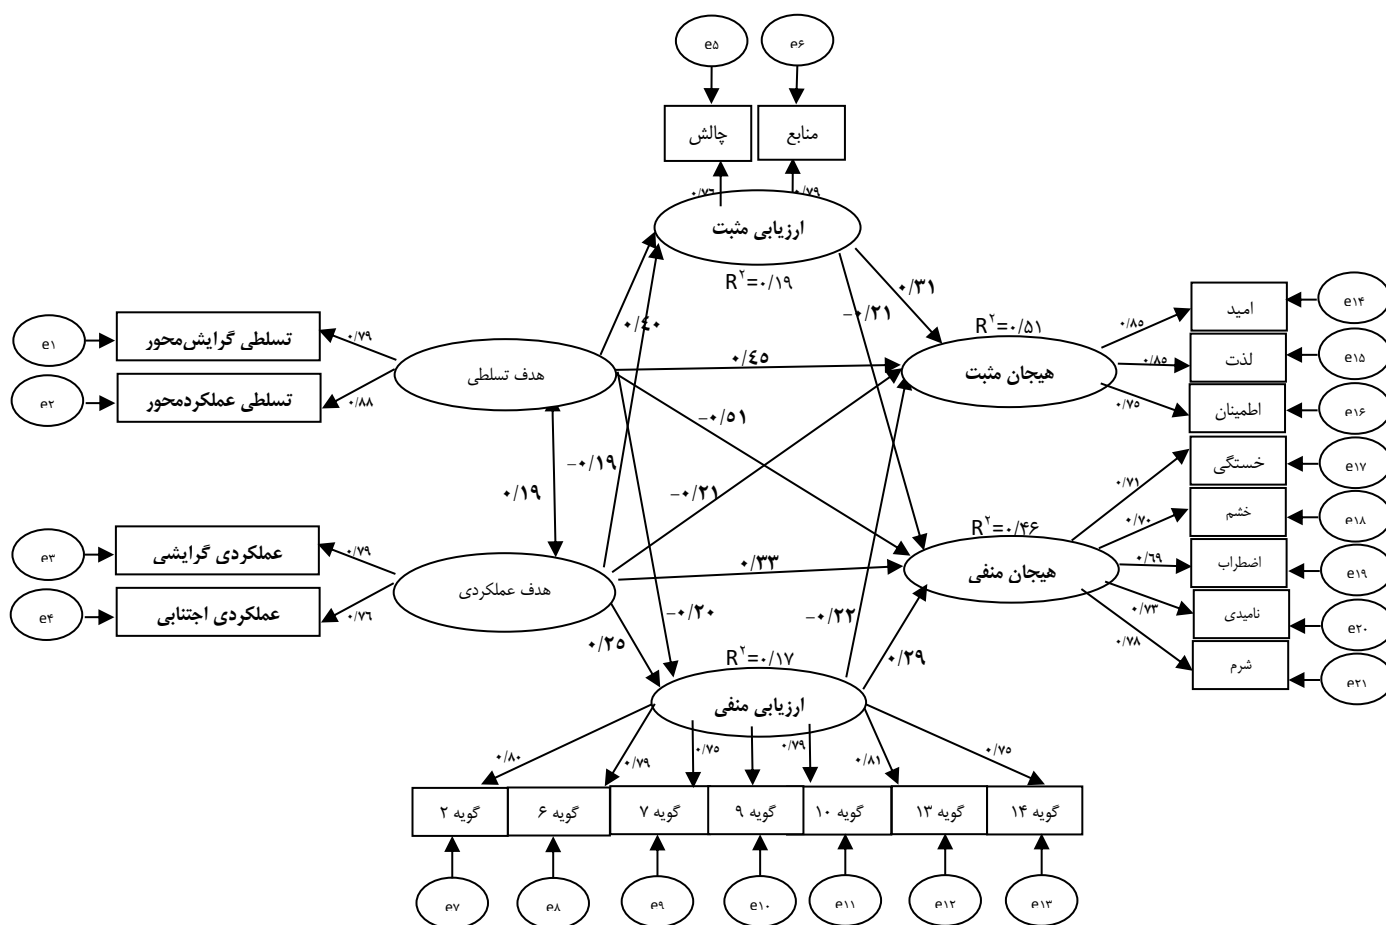 e۵
e۶
چالش
منابع
۰/۷۶
۰/۷۹
ارزیابی مثبت
R۲=۰/۱۹
۰/۳۱
−۰/۲۱
۰/٤٠
e۱
تسلطی گرایش‌محور
۰/۷۹
e۲
تسلطی عملکردمحور
۰/۸۸
هدف تسلطی
۰/٤٥
R۲=۰/۵۱
هیجان مثبت
۰/۸۵
امید
e۱۴
۰/۸۵
لذت
e۱۵
۰/۷۵
اطمینان
e۱۶
−۰/٥١
−۰/۱۹
۰/۱۹
−۰/۲۱
e۳
عملکردی گرایشی
۰/۷۹
e۴
عملکردی اجتنابی
۰/۷۶
هدف عملکردی
۰/۳۳
R۲=۰/۴۶
هیجان منفی
۰/۷۱
خستگی
e۱۷
۰/۷۰
خشم
e۱۸
۰/۶۹
اضطراب
e۱۹
۰/۷۳
ناميدی
e۲۰
۰/۷۸
شرم
e۲۱
۰/۲۵
−۰/۲۰
−۰/۲۲
۰/۲۹
R۲=۰/۱۷
ارزیابی منفی
۰/۸۰
۰/۷۹
۰/۷۵
۰/۷۹
۰/۸۱
۰/۷۵
گویه ۲
گویه ۶
گویه ۷
گویه ۹
گویه ۱۰
گویه ۱۳
گویه ۱۴
e۷
e۸
e۹
e۱۰
e۱۱
e۱۲
e۱۳